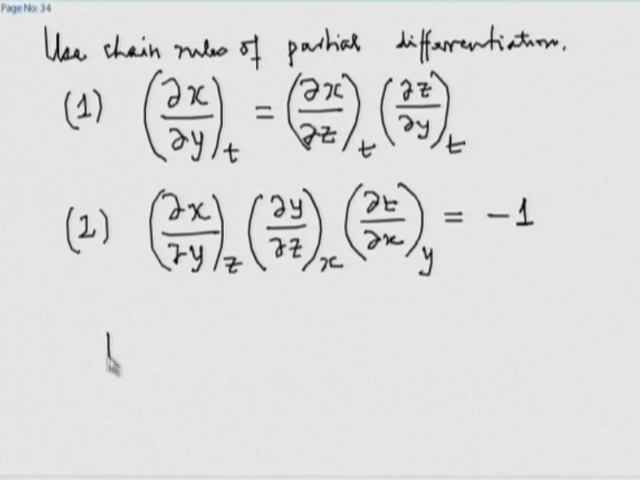 Page No: 34
Use chain rules of partial differentiation.
(1) (∂x/∂y)_t = (∂x/∂z)_t (∂z/∂y)_t
(2) (∂x/∂y)_z (∂y/∂z)_x (∂z/∂x)_y = -1